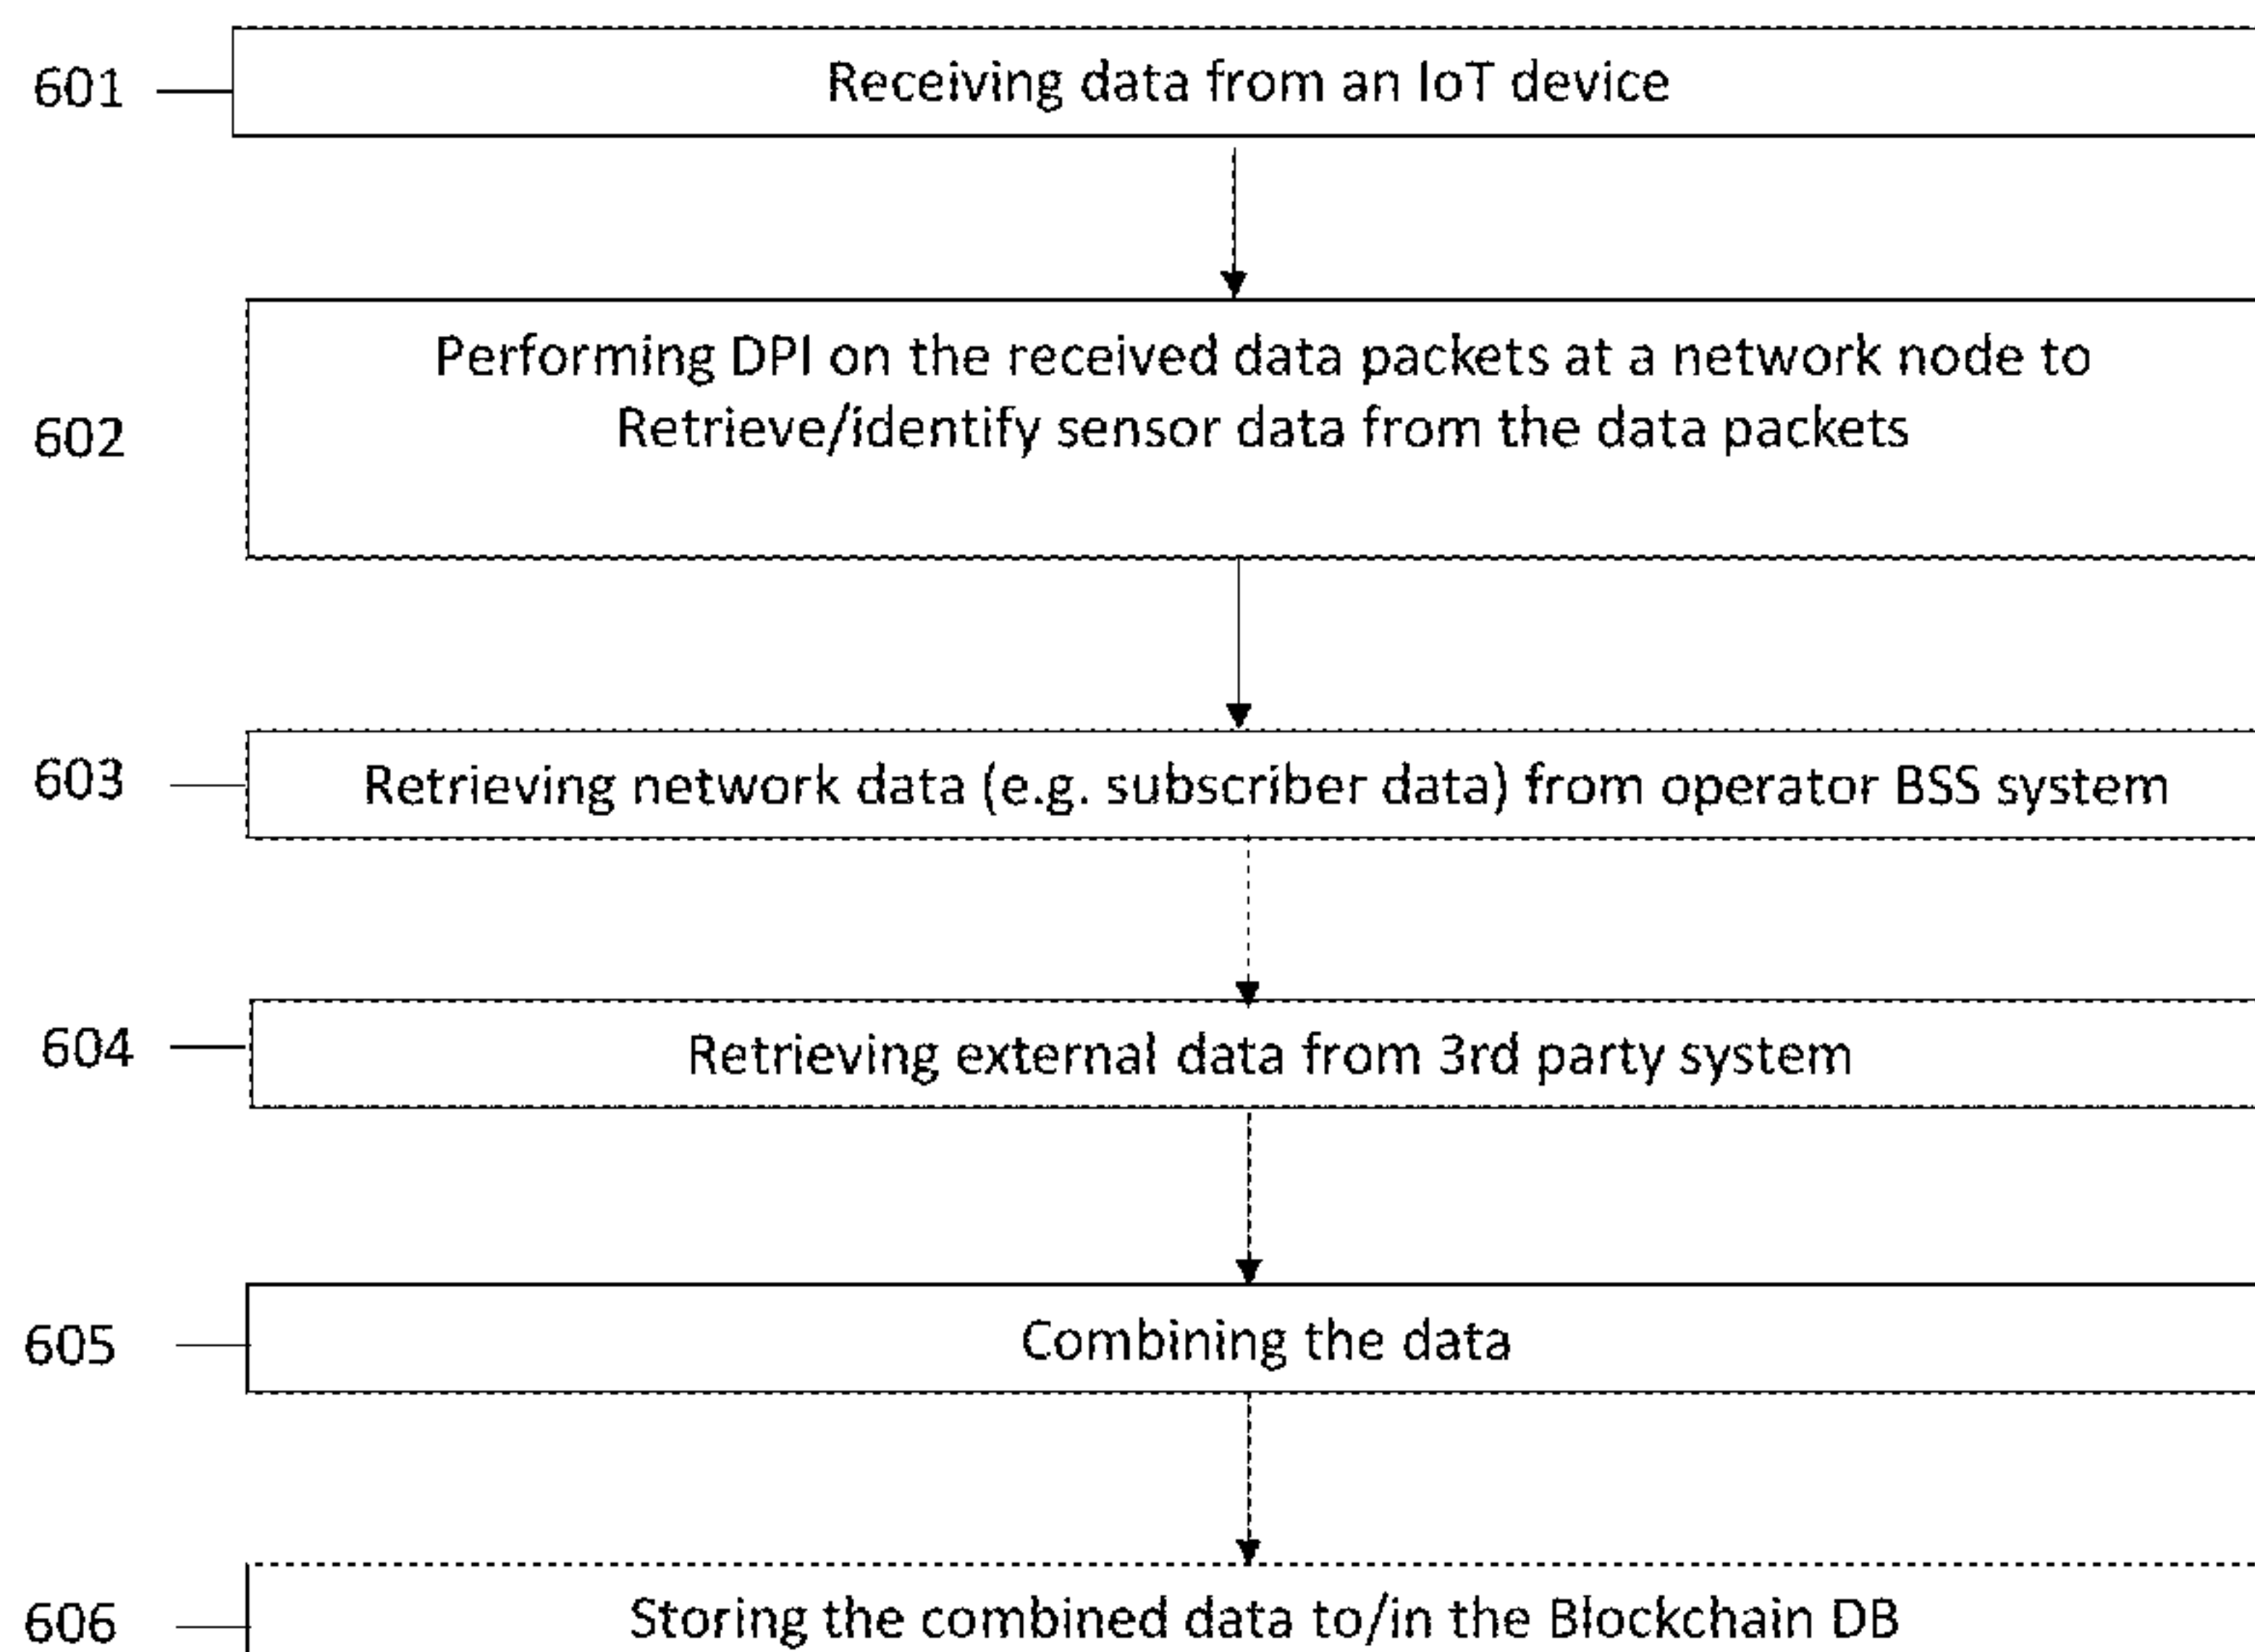 601
Receiving data from an IoT device
602
Performing DPI on the received data packets at a network node to
Retrieve/identify sensor data from the data packets
603
Retrieving network data (e.g. subscriber data) from operator BSS system
604
Retrieving external data from 3rd party system
605
Combining the data
606
Storing the combined data to/in the Blockchain DB